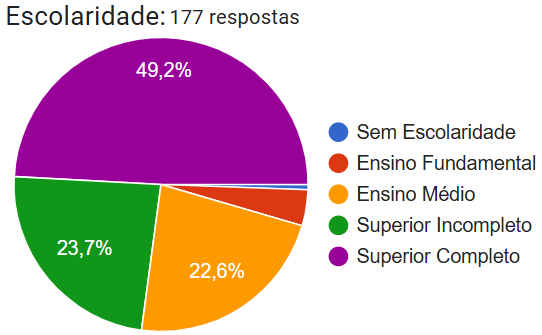 Escolaridade: 177 respostas
49,2%
Sem Escolaridade
Ensino Fundamental
Ensino Médio
Superior Incompleto
Superior Completo
23,7%
22,6%